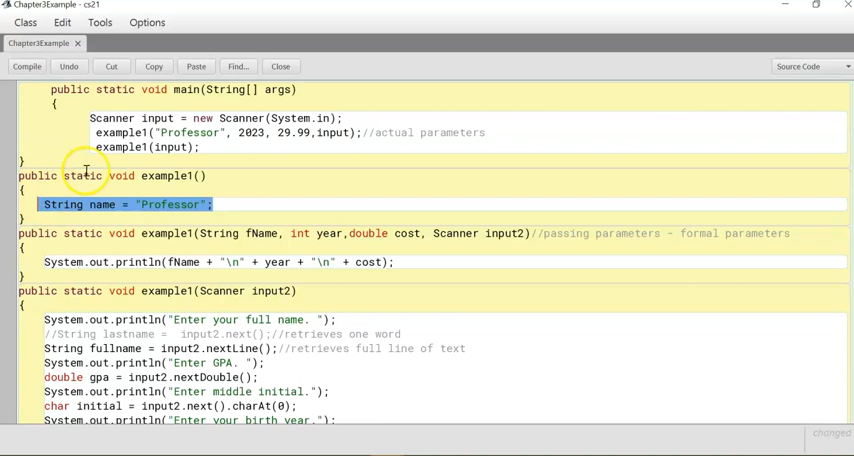 Chapter3Example - cs21
Class Edit Tools Options
Chapter3Example ×
Compile Undo Cut Copy Paste Find... Close Source Code
public static void main(String[] args)
{
Scanner input = new Scanner(System.in);
example1("Professor", 2023, 29.99,input);//actual parameters
example1(input);
}
public static void example1()
{
String name = "Professor";
}
public static void example1(String fName, int year,double cost, Scanner input2)//passing parameters - formal parameters
{
System.out.println(fName + "\n" + year + "\n" + cost);
}
public static void example1(Scanner input2)
{
System.out.println("Enter your full name. ");
//String lastname =  input2.next();//retrieves one word
String fullname = input2.nextLine();//retrieves full line of text
System.out.println("Enter GPA. ");
double gpa = input2.nextDouble();
System.out.println("Enter middle initial.");
char initial = input2.next().charAt(0);
System.out.println("Enter your birth year.");
changed